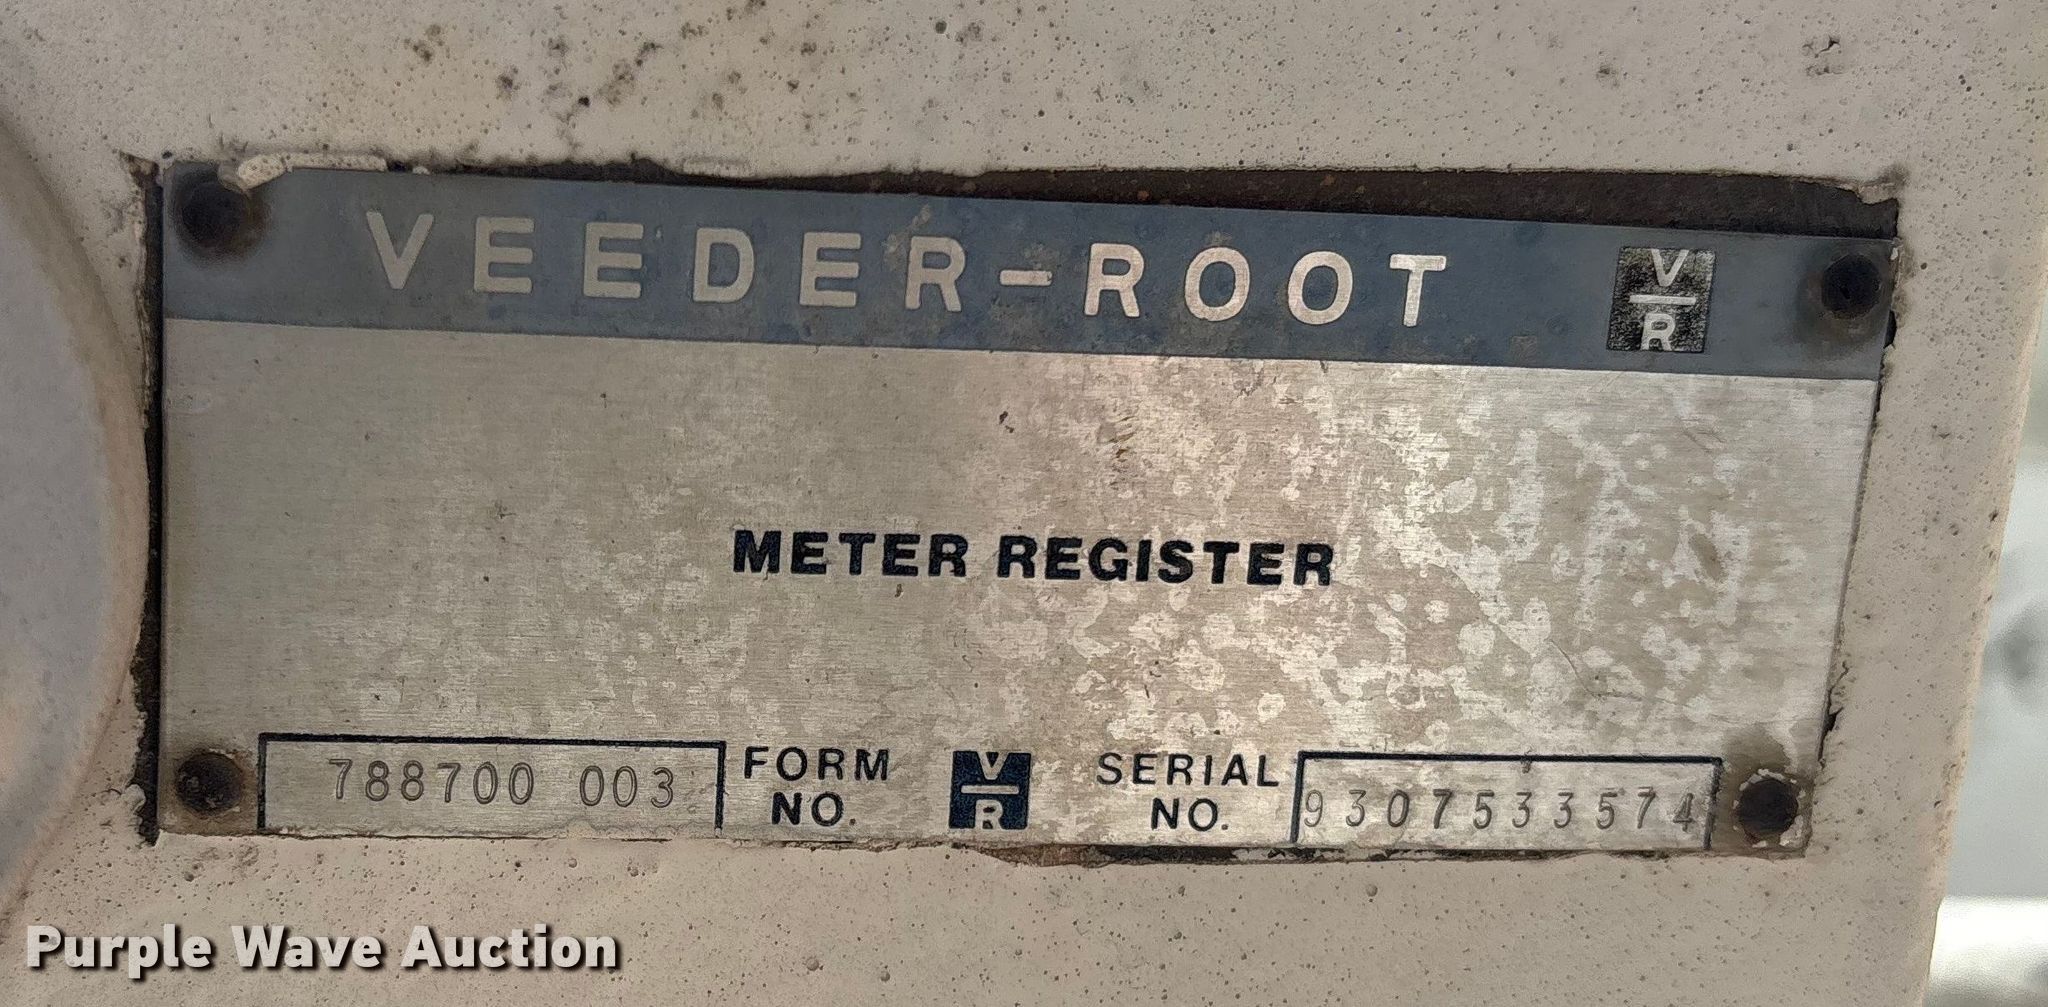 VEEDER-ROOT
V
R
METER REGISTER
788700 003
FORM
NO.
V
R
SERIAL
NO.
9307533574
Purple Wave Auction